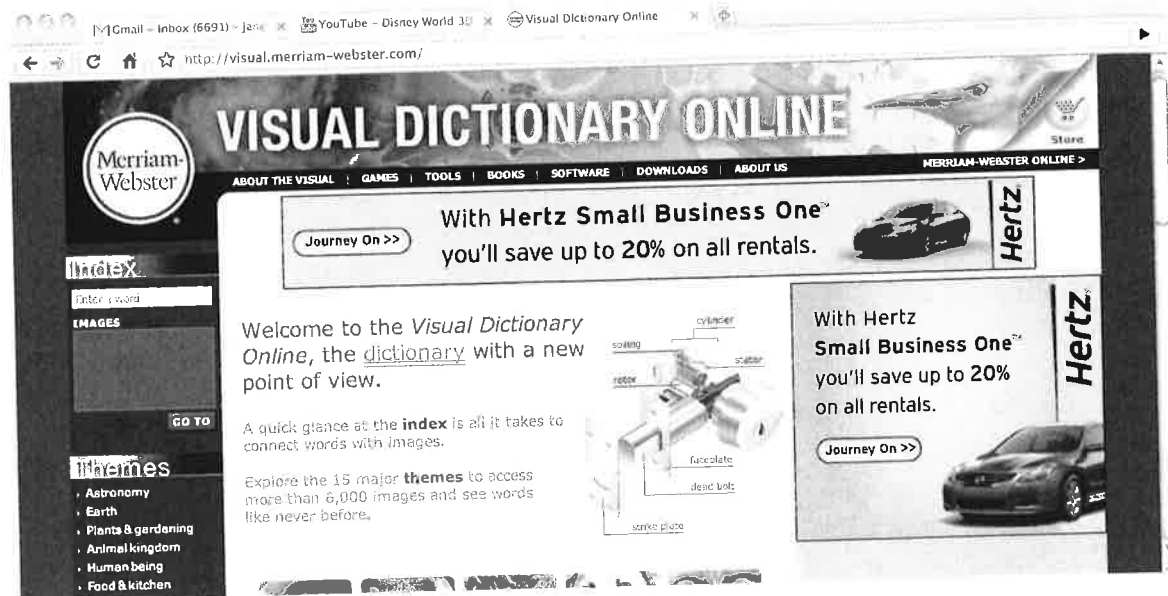 Gmail – Inbox (6691) – jane
YouTube – Disney World 3
Visual Dictionary Online
http://visual.merriam-webster.com/
VISUAL DICTIONARY ONLINE
Merriam-
Webster
Store
ABOUT THE VISUAL | GAMES | TOOLS | BOOKS | SOFTWARE | DOWNLOADS | ABOUT US
MERRIAM-WEBSTER ONLINE >
With Hertz Small Business One™
you'll save up to 20% on all rentals.
Journey On >>
Hertz
Index
Enter a word
IMAGES
GO TO
Themes
› Astronomy
› Earth
› Plants & gardening
› Animal kingdom
› Human being
› Food & kitchen
Welcome to the Visual Dictionary
Online, the dictionary with a new
point of view.
A quick glance at the index is all it takes to
connect words with images.
Explore the 15 major themes to access
more than 6,000 images and see words
like never before.
cylinder
spring
stator
rotor
faceplate
dead bolt
strike plate
With Hertz
Small Business One™
you'll save up to 20%
on all rentals.
Journey On >>
Hertz